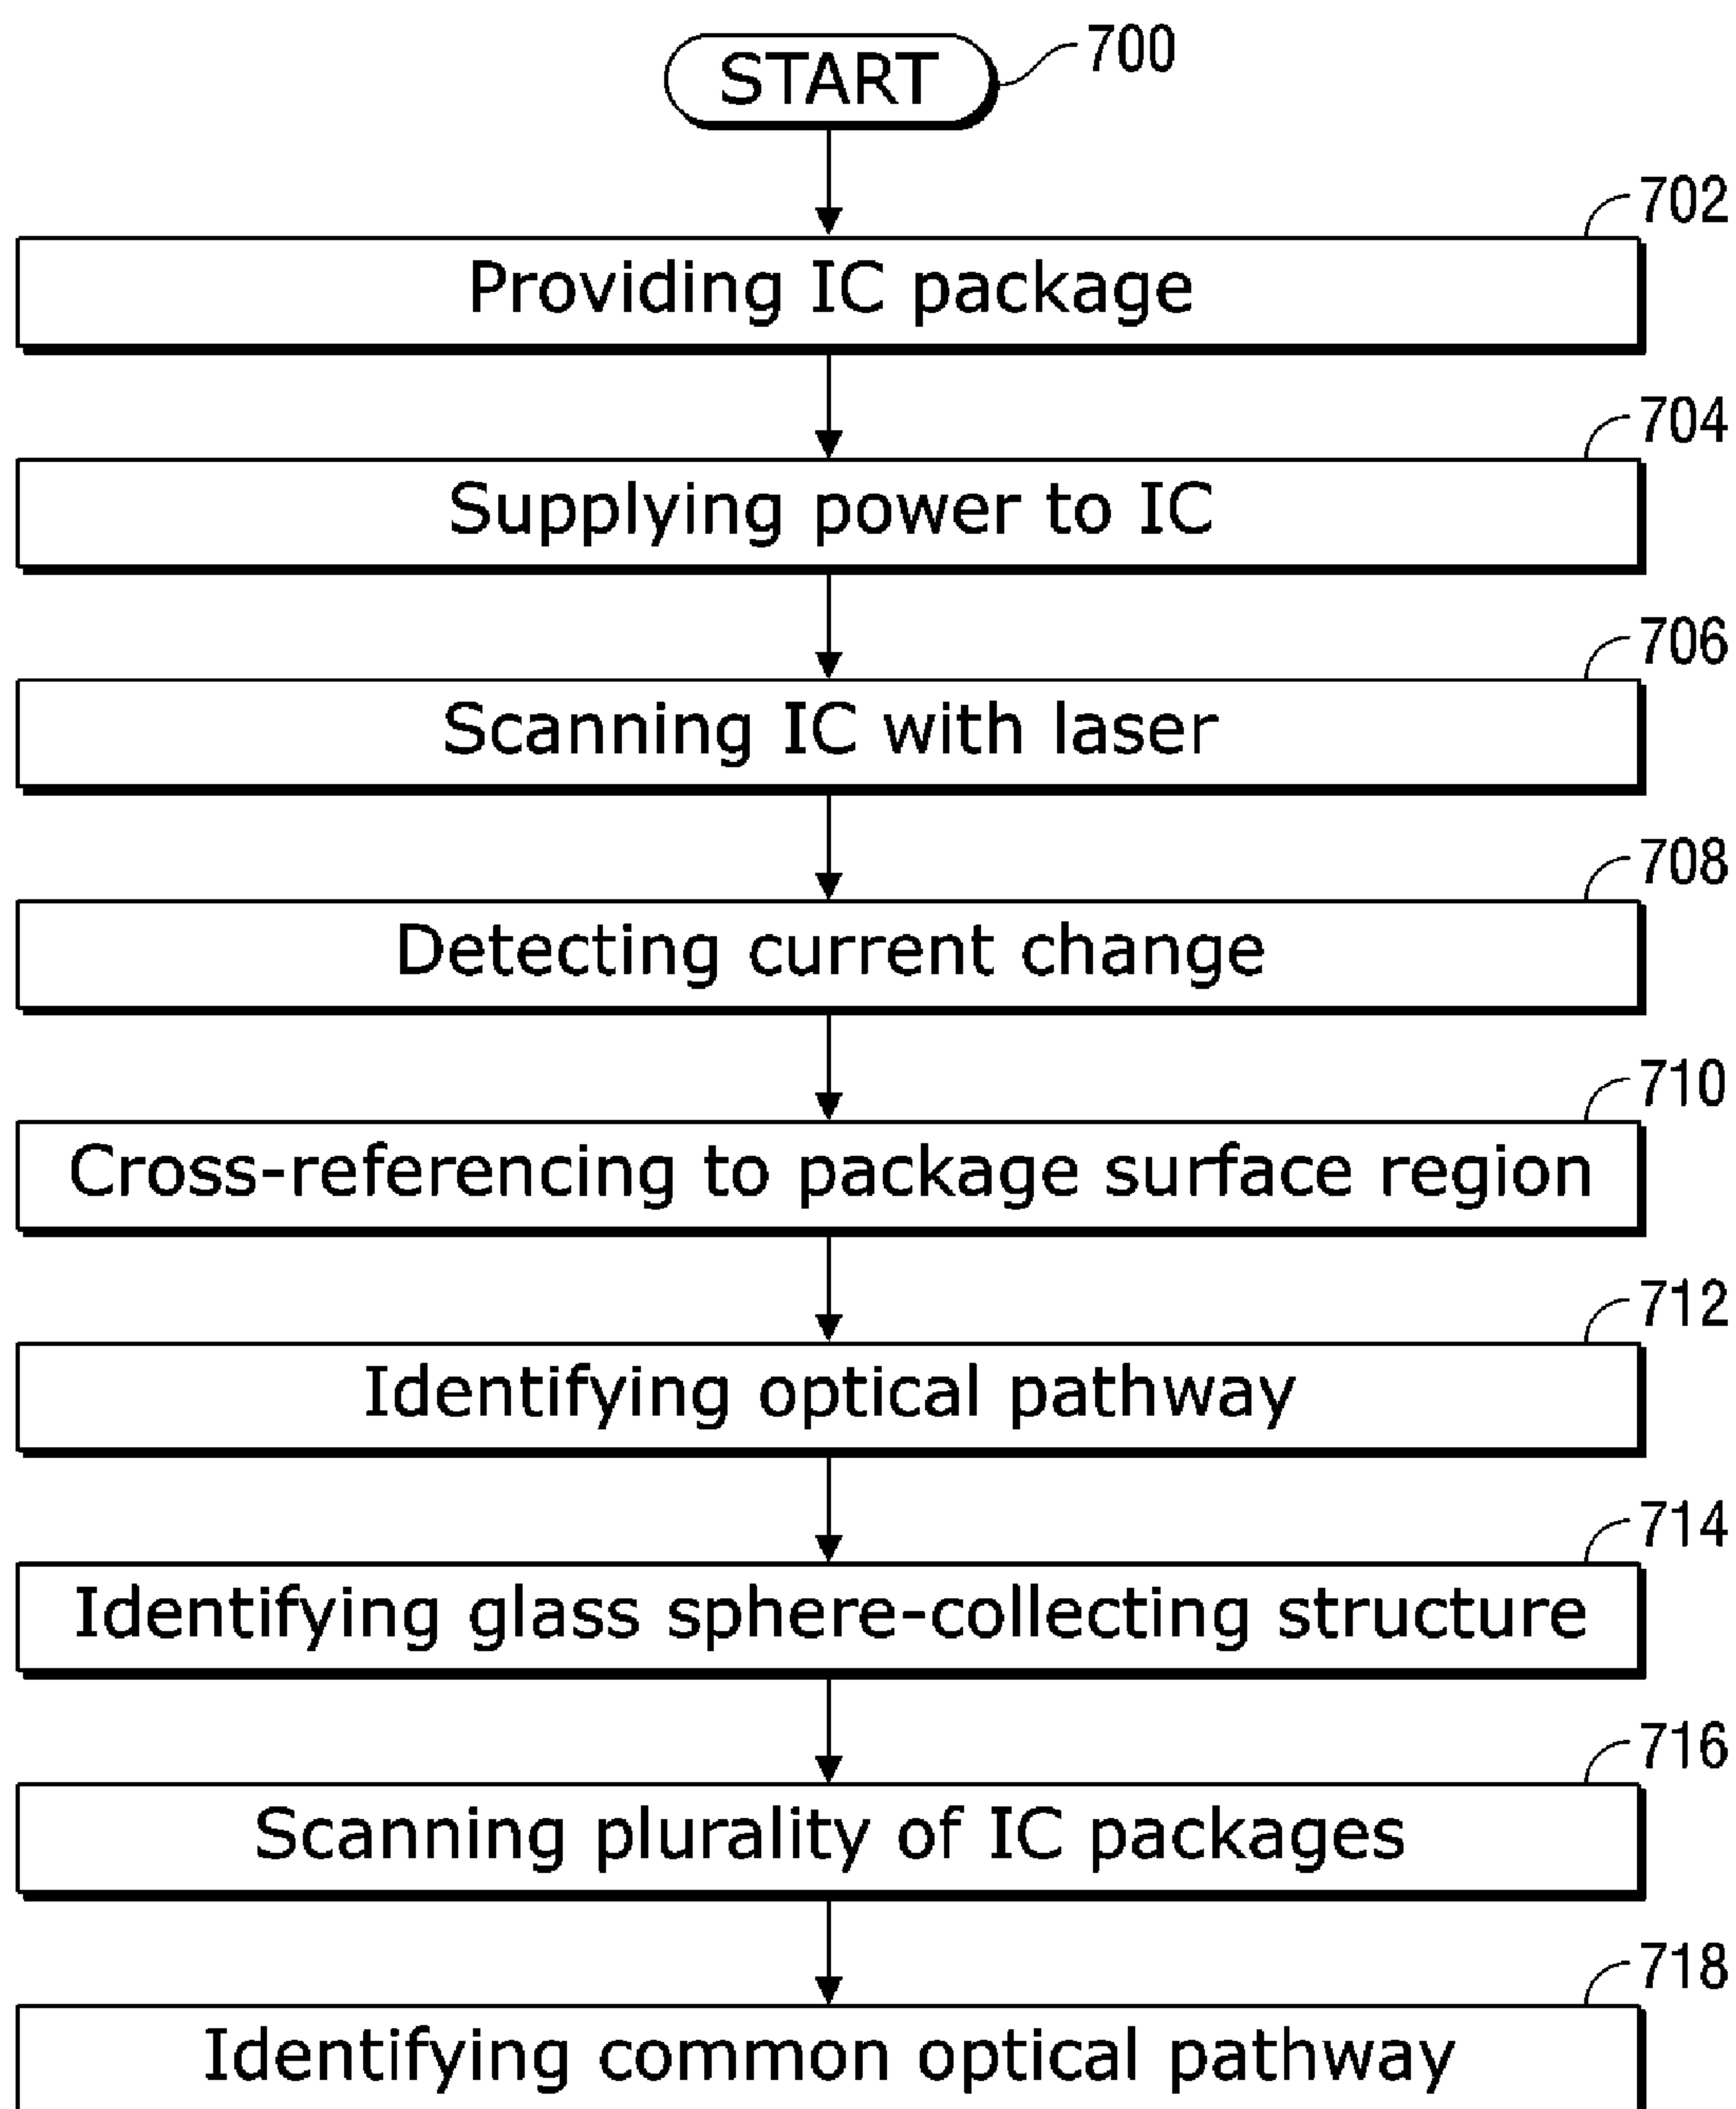 START
700
702
Providing IC package
704
Supplying power to IC
706
Scanning IC with laser
708
Detecting current change
710
Cross-referencing to package surface region
712
Identifying optical pathway
714
Identifying glass sphere-collecting structure
716
Scanning plurality of IC packages
718
Identifying common optical pathway